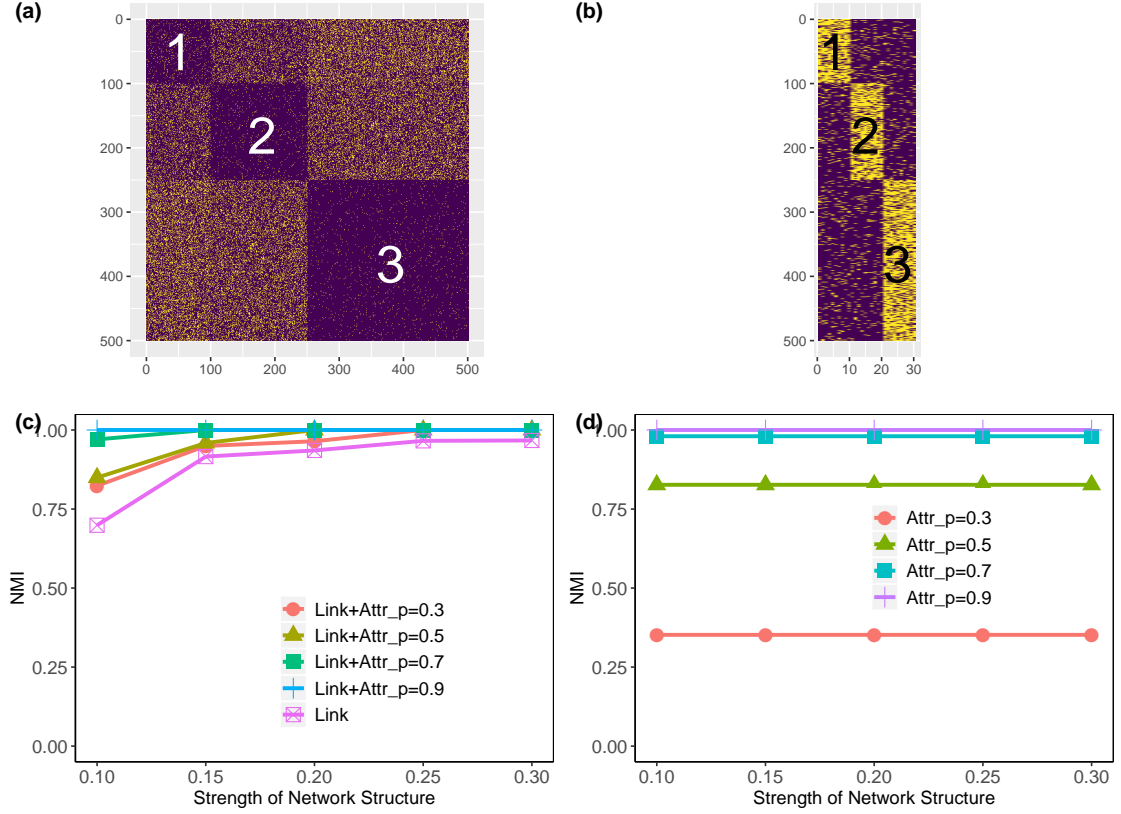 (a)
0
100
200
300
400
500
0 100 200 300 400 500
1
2
3
(b)
0
100
200
300
400
500
0 10 20 30
1
2
3
(c)
NMI
1.00
0.75
0.50
0.25
0.00
Link+Attr_p=0.3
Link+Attr_p=0.5
Link+Attr_p=0.7
Link+Attr_p=0.9
Link
0.10 0.15 0.20 0.25 0.30
Strength of Network Structure
(d)
NMI
1.00
0.75
0.50
0.25
0.00
Attr_p=0.3
Attr_p=0.5
Attr_p=0.7
Attr_p=0.9
0.10 0.15 0.20 0.25 0.30
Strength of Network Structure